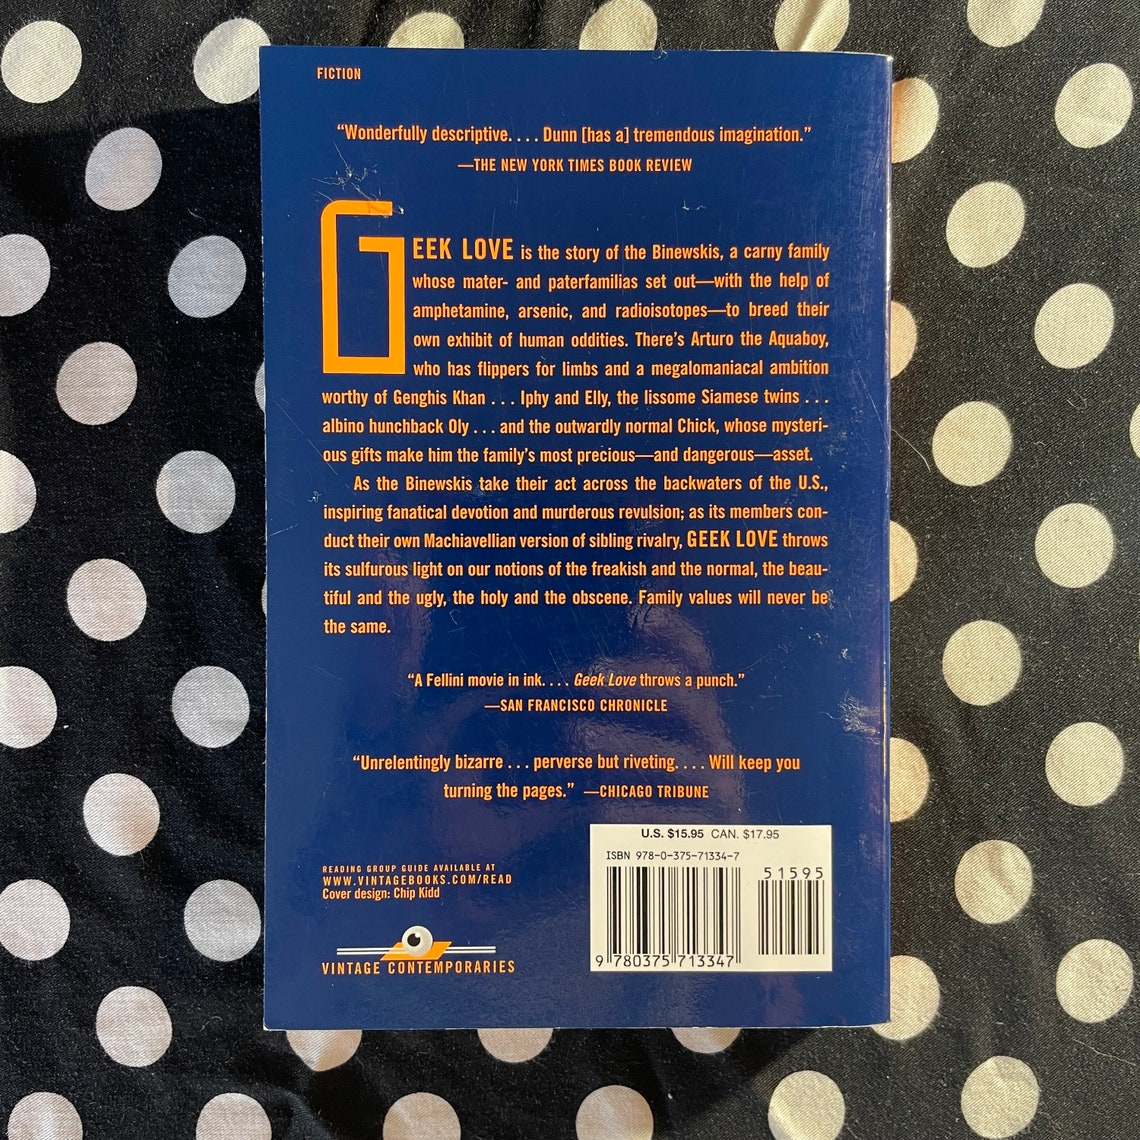 FICTION
“Wonderfully descriptive. . . . Dunn [has a] tremendous imagination.”
—THE NEW YORK TIMES BOOK REVIEW
GEEK LOVE is the story of the Binewskis, a carny family
whose mater- and paterfamilias set out—with the help of
amphetamine, arsenic, and radioisotopes—to breed their
own exhibit of human oddities. There’s Arturo the Aquaboy,
who has flippers for limbs and a megalomaniacal ambition
worthy of Genghis Khan . . . Iphy and Elly, the lissome Siamese twins . . .
albino hunchback Oly . . . and the outwardly normal Chick, whose mysteri-
ous gifts make him the family’s most precious—and dangerous—asset.
As the Binewskis take their act across the backwaters of the U.S.,
inspiring fanatical devotion and murderous revulsion; as its members con-
duct their own Machiavellian version of sibling rivalry, GEEK LOVE throws
its sulfurous light on our notions of the freakish and the normal, the beau-
tiful and the ugly, the holy and the obscene. Family values will never be
the same.
“A Fellini movie in ink. . . . Geek Love throws a punch.”
—SAN FRANCISCO CHRONICLE
“Unrelentingly bizarre . . . perverse but riveting. . . . Will keep you
turning the pages.” —CHICAGO TRIBUNE
U.S. $15.95 CAN. $17.95
ISBN 978-0-375-71334-7
51595
9 780375 713347
READING GROUP GUIDE AVAILABLE AT
WWW.VINTAGEBOOKS.COM/READ
Cover design: Chip Kidd
VINTAGE CONTEMPORARIES